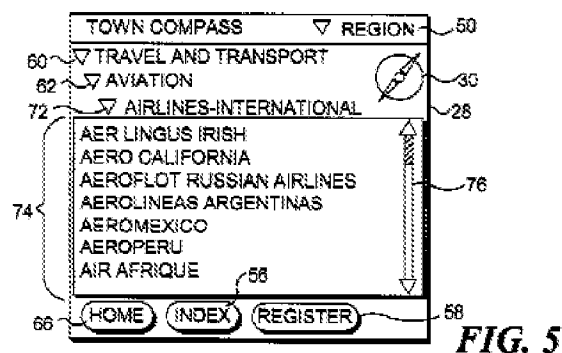 TOWN COMPASS ▽ REGION 50
60 ▽ TRAVEL AND TRANSPORT
62 ▽ AVIATION 30
72 ▽ AIRLINES-INTERNATIONAL 28
AER LINGUS IRISH
AERO CALIFORNIA
AEROFLOT RUSSIAN AIRLINES 76
74 AEROLINEAS ARGENTINAS
AEROMEXICO
AEROPERU
AIR AFRIQUE 56
66 HOME INDEX REGISTER 58
FIG. 5